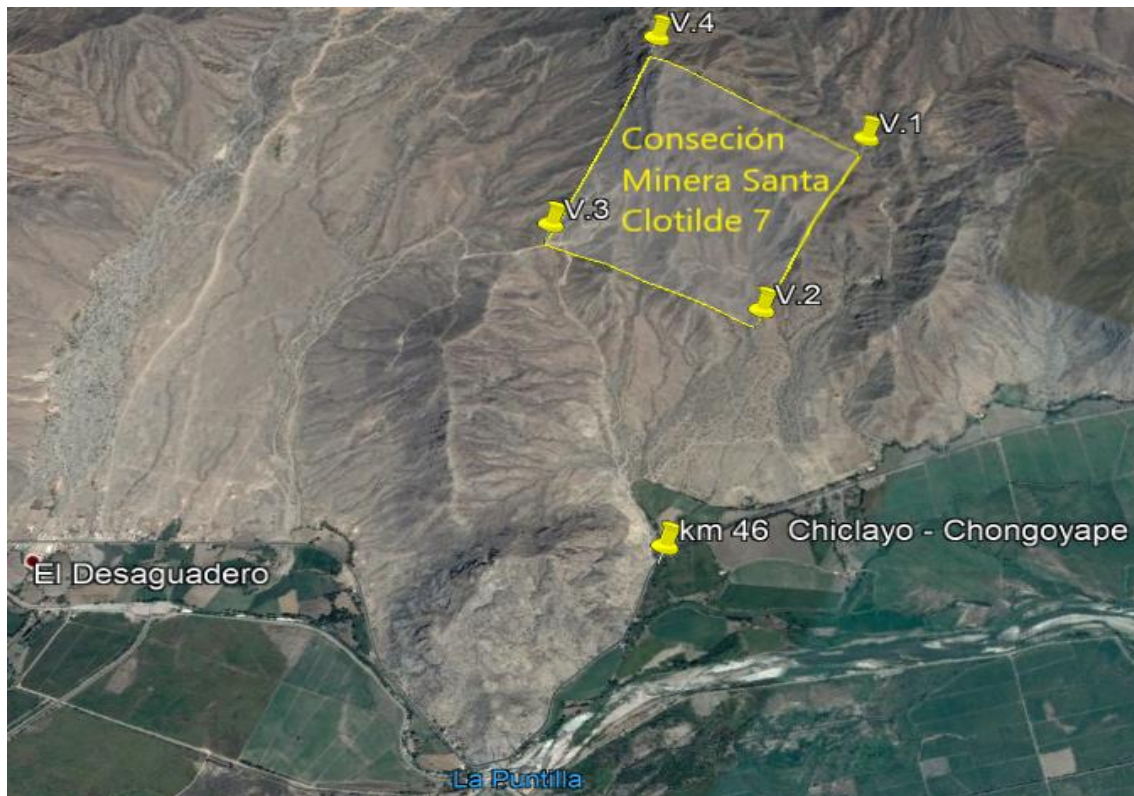 V.4
V.1
Conseción
Minera Santa
Clotilde 7
V.3
V.2
km 46 Chiclayo - Chongoyape
El Desaguadero
La Puntilla